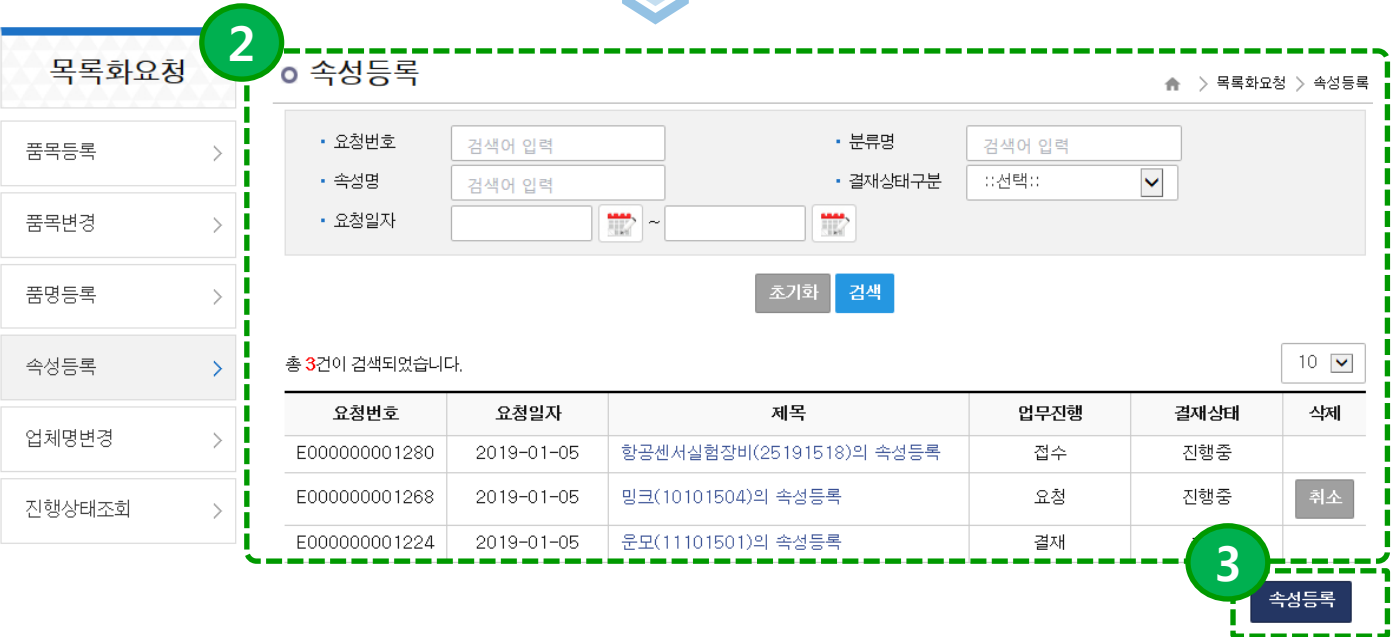 목록화요청
2
속성등록
> 목록화요청 > 속성등록
품목등록 >
품목변경 >
품명등록 >
속성등록 >
업체명변경 >
진행상태조회 >
· 요청번호 검색어 입력 · 분류명 검색어 입력
· 속성명 검색어 입력 · 결재상태구분 ::선택::
· 요청일자 ~
초기화 검색
총 3건이 검색되었습니다. 10
요청번호 요청일자 제목 업무진행 결재상태 삭제
E000000001280 2019-01-05 항공센서실험장비(25191518)의 속성등록 접수 진행중
E000000001268 2019-01-05 밍크(10101504)의 속성등록 요청 진행중 취소
E000000001224 2019-01-05 운모(11101501)의 속성등록 결재
3
속성등록